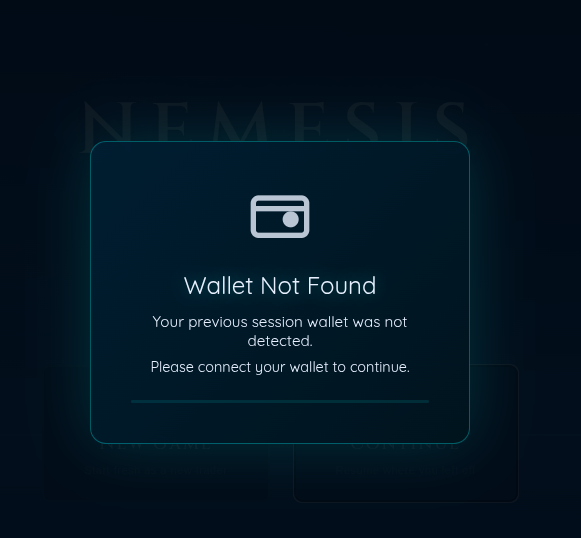 NEMESIS
Wallet Not Found
Your previous session wallet was not
detected.
Please connect your wallet to continue.